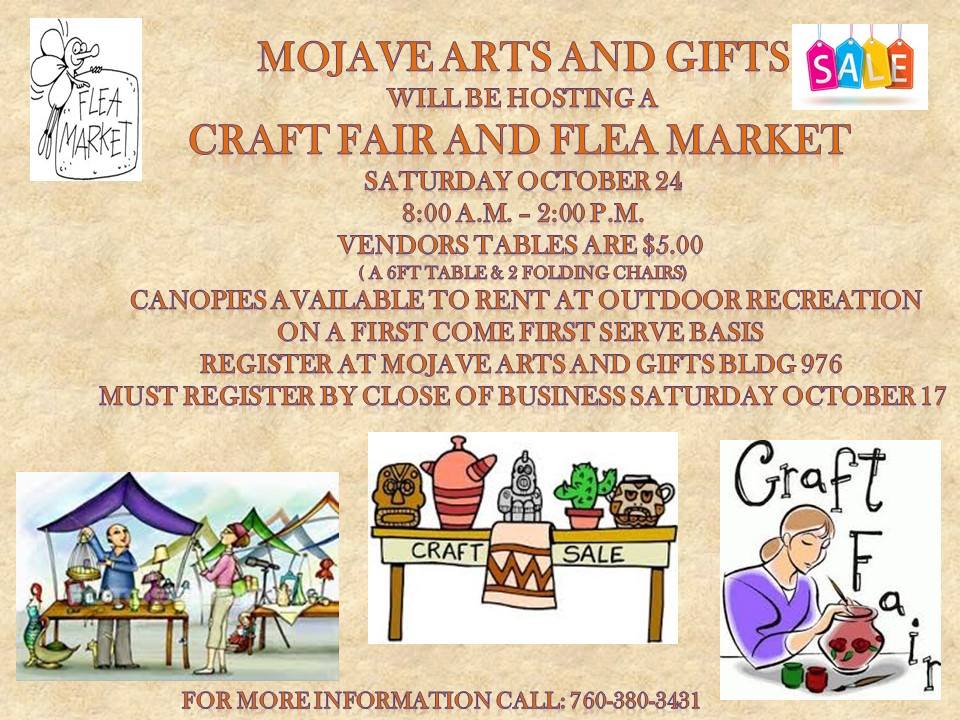 FLEA
MARKET
SALE
MOJAVE ARTS AND GIFTS
WILL BE HOSTING A
CRAFT FAIR AND FLEA MARKET
SATURDAY OCTOBER 24
8:00 A.M. – 2:00 P.M.
VENDORS TABLES ARE $5.00
( A 6FT TABLE & 2 FOLDING CHAIRS)
CANOPIES AVAILABLE TO RENT AT OUTDOOR RECREATION
ON A FIRST COME FIRST SERVE BASIS
REGISTER AT MOJAVE ARTS AND GIFTS BLDG 976
MUST REGISTER BY CLOSE OF BUSINESS SATURDAY OCTOBER 17
CRAFT SALE
Craft
Fair
FOR MORE INFORMATION CALL: 760-380-3431